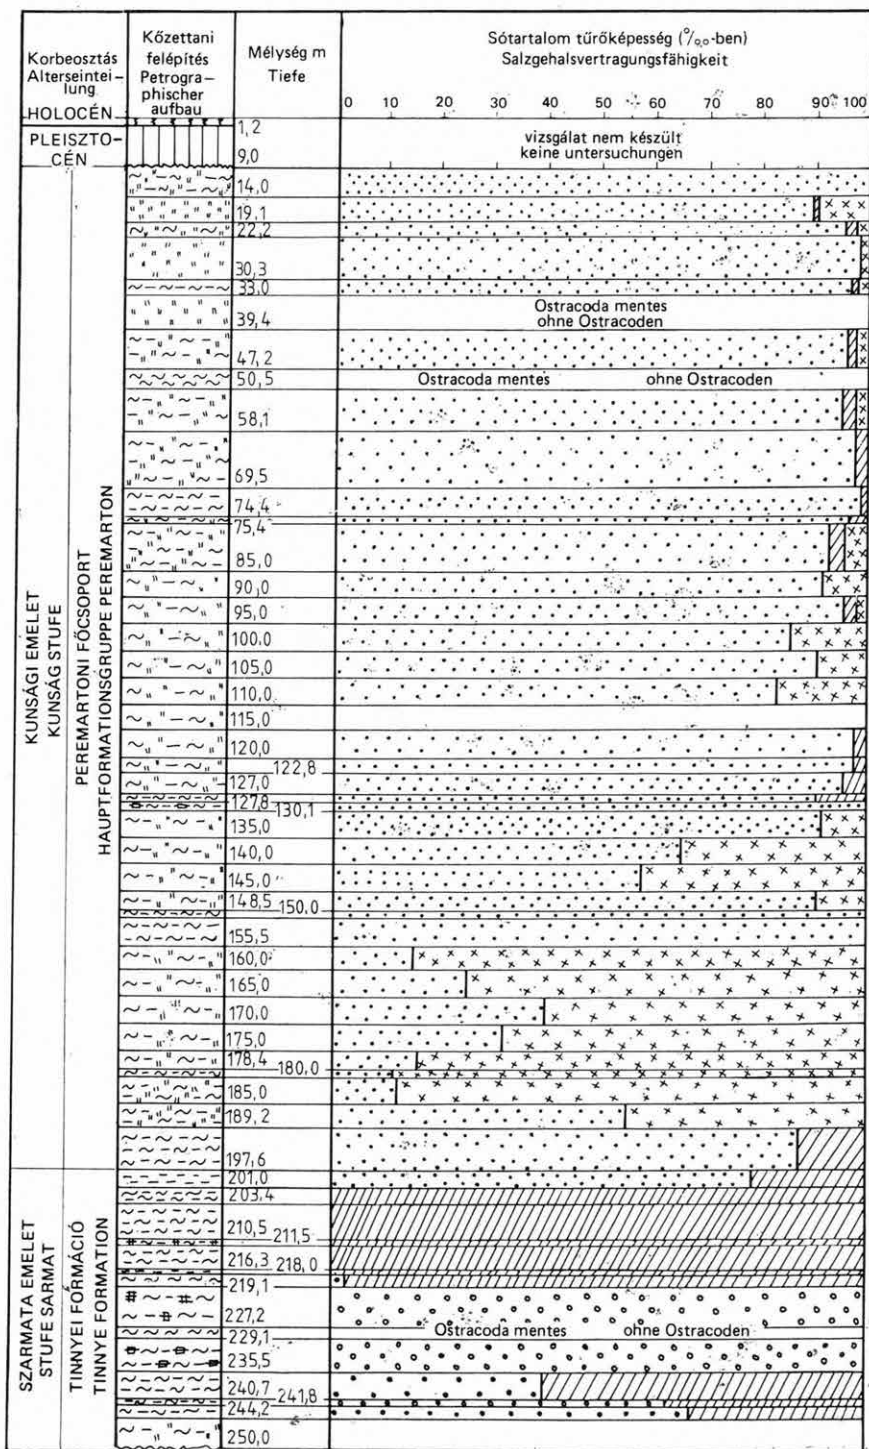 Korbeosztás
Alterseintei-
lung
HOLOCÉN
Kőzettani
felépítés
Petrogra-
phischer
aufbau
Mélység m
Tiefe
Sótartalom tűrőképesség (‰-ben)
Salzgehalsvertragungsfähigkeit
0 10 20 30 40 50 60 70 80 90 100
PLEISZTO-
CÉN
1,2
9,0
vizsgálat nem készült
keine untersuchungen
KUNSÁGI EMELET
KUNSÁG STUFE
PEREMARTONI FŐCSOPORT
HAUPTFORMATIONSGRUPPE PEREMARTON
14,0
19,1
22,2
30,3
33.0
39,4
Ostracoda mentes
ohne Ostracoden
47,2
50,5
Ostracoda mentes ohne Ostracoden
58,1
69,5
74,4
75,4
85,0
90,0
95,0
100.0
105,0
110,0
115,0
120,0
122,8
127,0
127,8
130,1
135,0
140,0
145,0
148,5
150,0
155,5
160,0
165,0
170,0
175,0
178,4
180,0
185,0
189,2
197,6
SZARMATA EMELET
STUFE SARMAT
TINNYEI FORMÁCIÓ
TINNYE FORMATION
201,0
203,4
210,5
211,5
216,3
218,0
219,1
227,2
229,1
Ostracoda mentes ohne Ostracoden
235,5
240,7
241,8
244,2
250,0